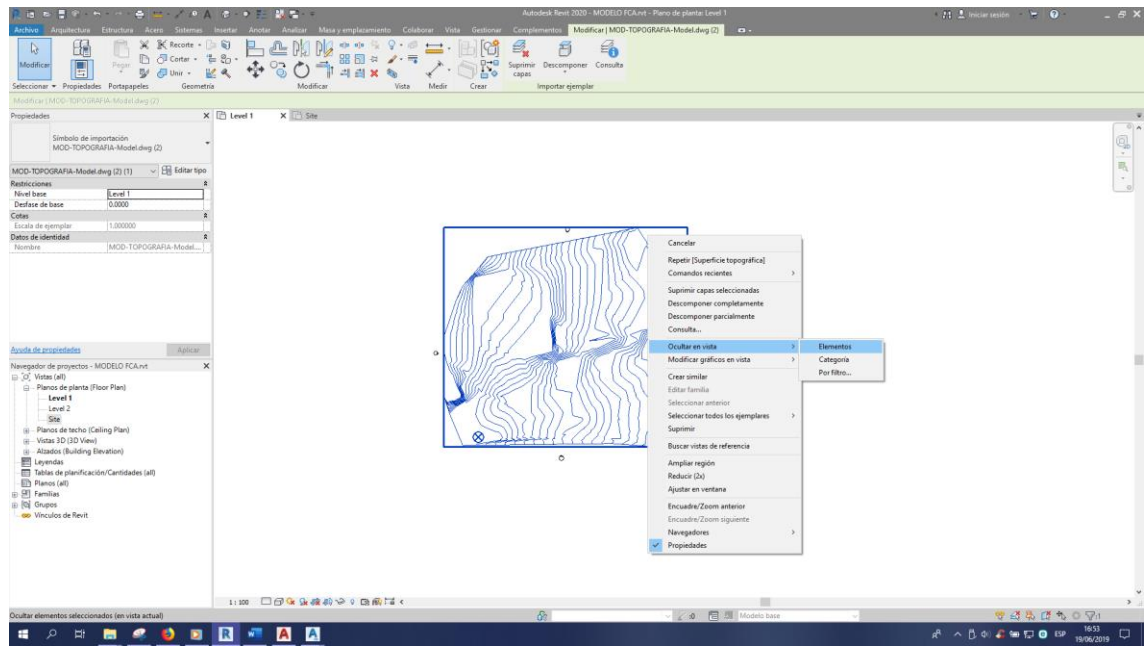 Autodesk Revit 2020 - MODELO FCA.rvt - Plano de planta: Level 1
Iniciar sesión
Archivo Arquitectura Estructura Acero Sistemas Insertar Anotar Analizar Masa y emplazamiento Colaborar Vista Gestionar Complementos Modificar | MOD-TOPOGRAFIA-Model.dwg (2)
Modificar
Pegar
Recorte
Cortar
Unir
Suprimir capas
Descomponer
Consulta
Seleccionar Propiedades Portapapeles Geometría Modificar Vista Medir Crear Importar ejemplar
Modificar | MOD-TOPOGRAFIA-Model.dwg (2)
Propiedades
Level 1
Site
Símbolo de importación
MOD-TOPOGRAFIA-Model.dwg (2)
MOD-TOPOGRAFIA-Model.dwg (2) (1) Editar tipo
Restricciones
Nivel base Level 1
Desfase de base 0.0000
Cotas
Escala de ejemplar 1.000000
Datos de identidad
Nombre MOD-TOPOGRAFIA-Model....
Ayuda de propiedades Aplicar
Navegador de proyectos - MODELO FCA.rvt
Vistas (all)
Planos de planta (Floor Plan)
Level 1
Level 2
Site
Planos de techo (Ceiling Plan)
Vistas 3D (3D View)
Alzados (Building Elevation)
Leyendas
Tablas de planificación/Cantidades (all)
Planos (all)
Familias
Grupos
Vínculos de Revit
Cancelar
Repetir [Superficie topográfica]
Comandos recientes
Suprimir capas seleccionadas
Descomponer completamente
Descomponer parcialmente
Consulta...
Ocultar en vista
Modificar gráficos en vista
Crear similar
Editar familia
Seleccionar anterior
Seleccionar todos los ejemplares
Suprimir
Buscar vistas de referencia
Ampliar región
Reducir (2x)
Ajustar en ventana
Encuadre/Zoom anterior
Encuadre/Zoom siguiente
Navegadores
Propiedades
Elementos
Categoría
Por filtro...
1 : 100
Ocultar elementos seleccionados (en vista actual)
:0
Modelo base
:1
ESP
16:53
19/06/2019